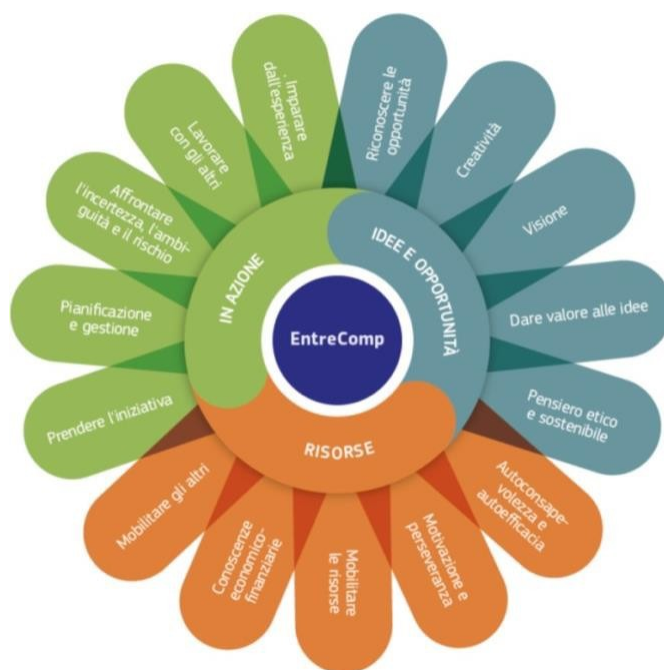 EntreComp
IDEE E OPPORTUNITÀ
Riconoscere le
opportunità
Creatività
Visione
Dare valore alle idee
Pensiero etico
e sostenibile
RISORSE
Autoconsape-
volezza e
autoefficacia
Motivazione e
perseveranza
Mobilitare
le risorse
Conoscenze
economico-
finanziarie
Mobilitare gli altri
IN AZIONE
Prendere l'iniziativa
Pianificazione
e gestione
Affrontare
l'incertezza, l'ambi-
guità e il rischio
Lavorare
con gli altri
Imparare
dall'esperienza